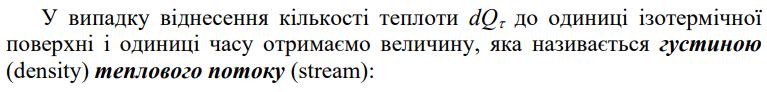 У випадку віднесення кількості теплоти dQτ до одиниці ізотермічної
поверхні і одиниці часу отримаємо величину, яка називається густиною
(density) теплового потоку (stream):